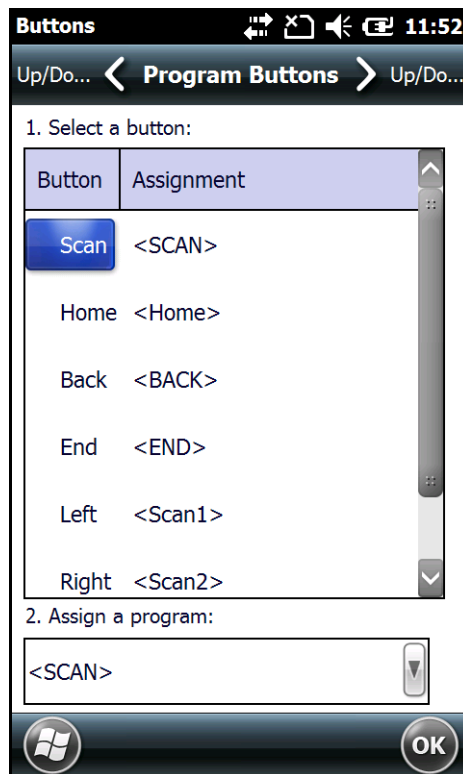 Buttons 11:52
Up/Do... Program Buttons Up/Do...
1. Select a button:
Button Assignment
Scan <SCAN>
Home <Home>
Back <BACK>
End <END>
Left <Scan1>
Right <Scan2>
2. Assign a program:
<SCAN>
OK